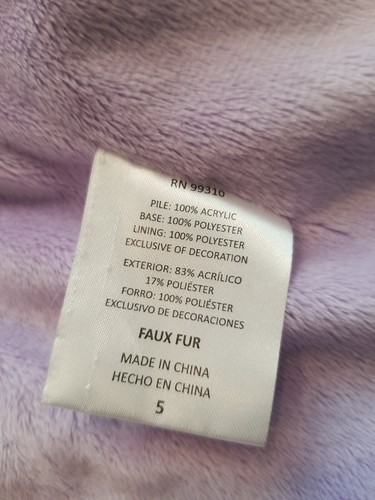 RN 99316
PILE: 100% ACRYLIC
BASE: 100% POLYESTER
LINING: 100% POLYESTER
EXCLUSIVE OF DECORATION
EXTERIOR: 83% ACRÍLICO
17% POLIÉSTER
FORRO: 100% POLIÉSTER
EXCLUSIVO DE DECORACIONES
FAUX FUR
MADE IN CHINA
HECHO EN CHINA
5